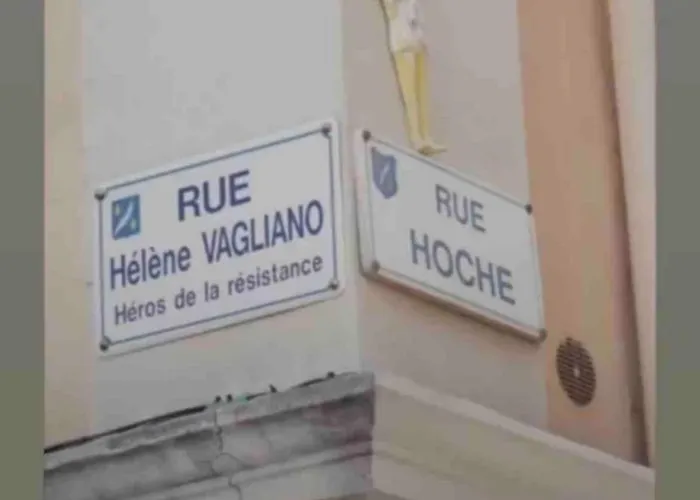 RUE
Hélène VAGLIANO
Héros de la résistance
RUE
HOCHE